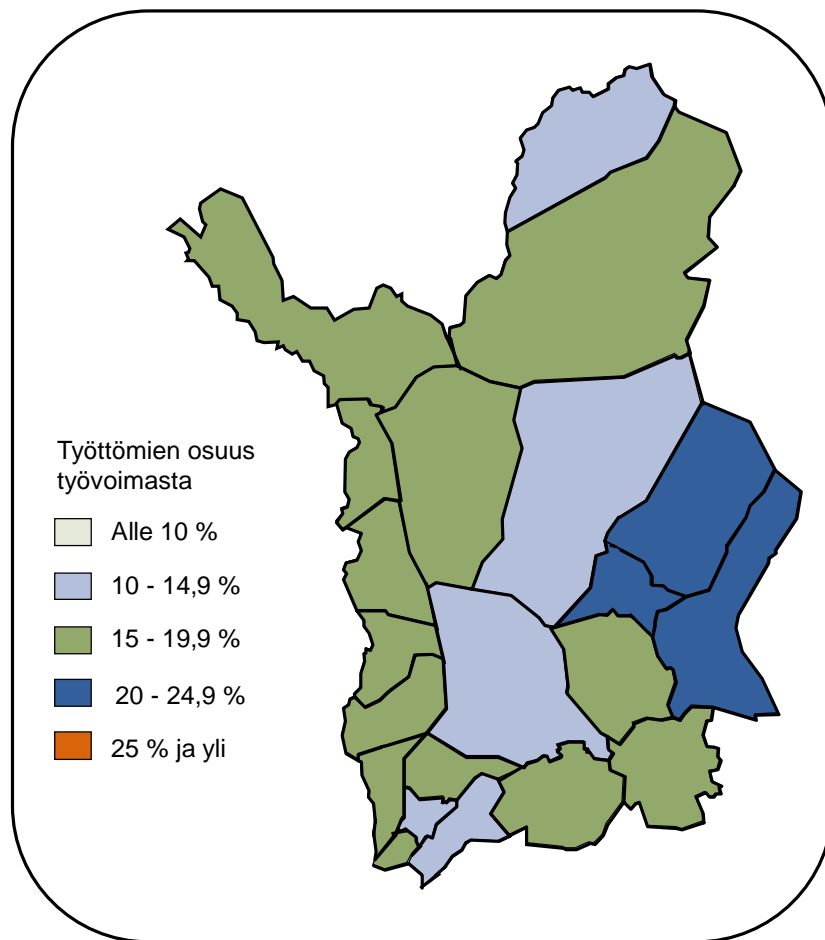 Työttömien osuus
työvoimasta
Alle 10 %
10 - 14,9 %
15 - 19,9 %
20 - 24,9 %
25 % ja yli